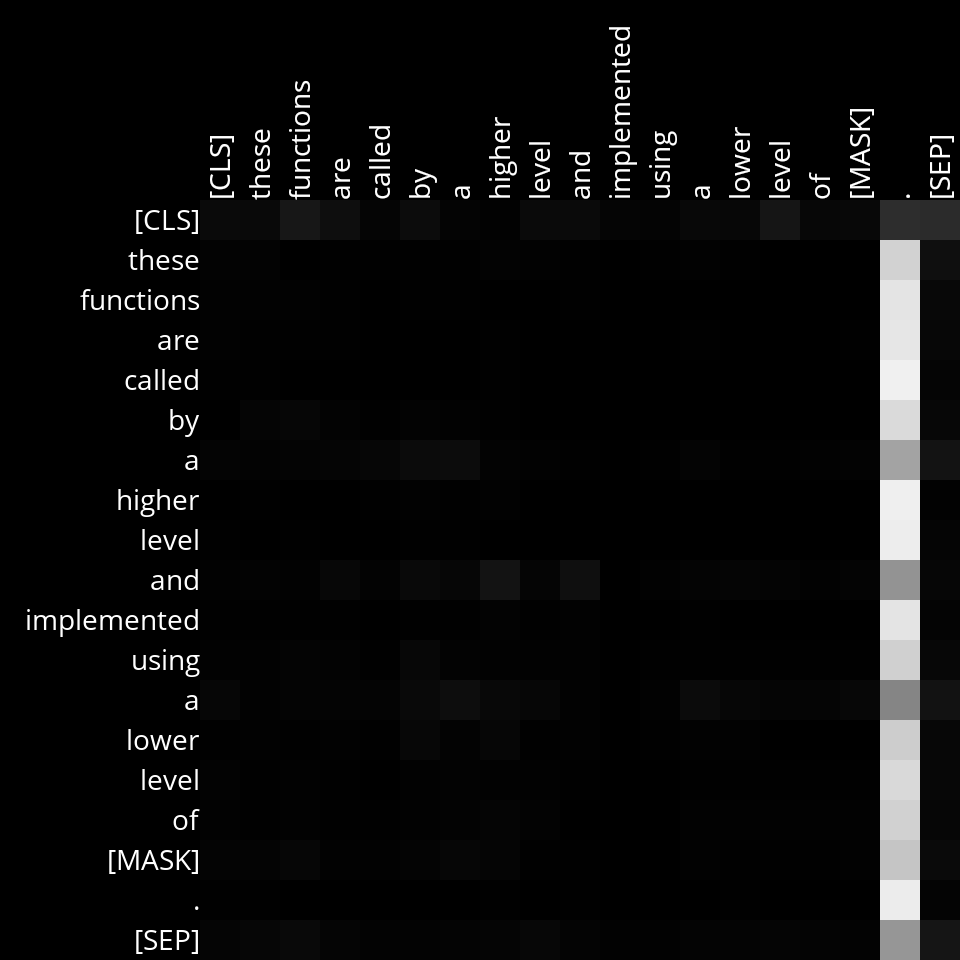 [CLS]
these
functions
are
called
by
a
higher
level
and
implemented
using
a
lower
level
of
[MASK]
.
[SEP]
[CLS]
these
functions
are
called
by
a
higher
level
and
implemented
using
a
lower
level
of
[MASK]
.
[SEP]